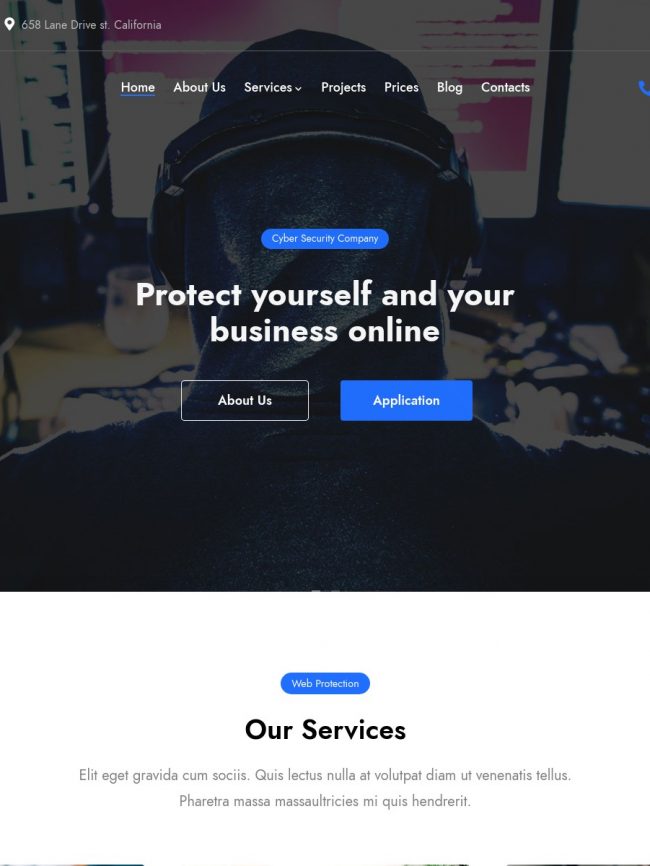 658 Lane Drive st. California
Home About Us Services Projects Prices Blog Contacts
Cyber Security Company
Protect yourself and your
business online
About Us Application
Web Protection
Our Services
Elit eget gravida cum sociis. Quis lectus nulla at volutpat diam ut venenatis tellus.
Pharetra massa massaultricies mi quis hendrerit.